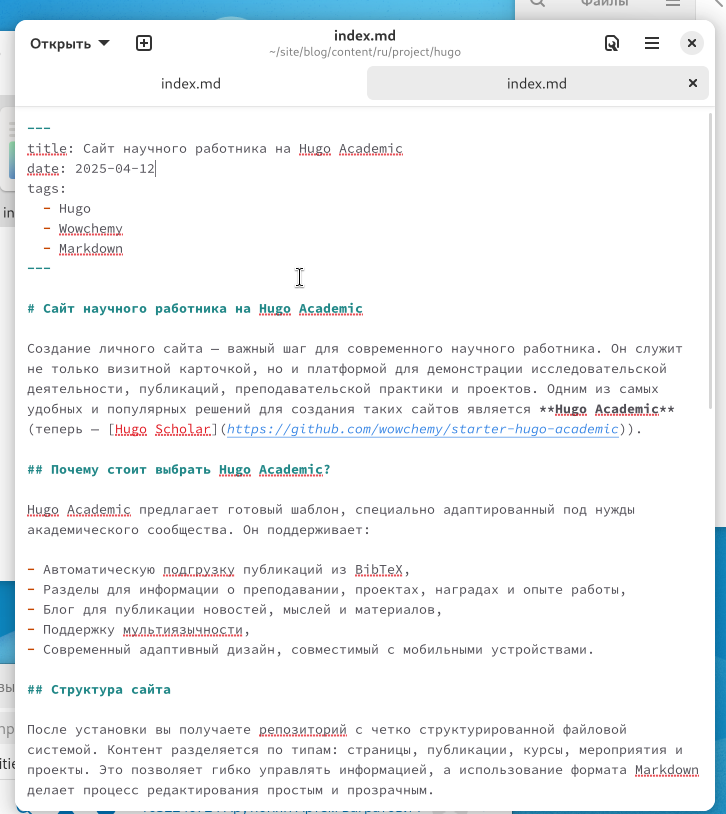 Файлы
Открыть
index.md
~/site/blog/content/ru/project/hugo
index.md
index.md
---
title: Сайт научного работника на Hugo Academic
date: 2025-04-12
tags:
- Hugo
- Wowchemy
- Markdown
---
# Сайт научного работника на Hugo Academic
Создание личного сайта — важный шаг для современного научного работника. Он служит
не только визитной карточкой, но и платформой для демонстрации исследовательской
деятельности, публикаций, преподавательской практики и проектов. Одним из самых
удобных и популярных решений для создания таких сайтов является **Hugo Academic**
(теперь — [Hugo Scholar](https://github.com/wowchemy/starter-hugo-academic)).
## Почему стоит выбрать Hugo Academic?
Hugo Academic предлагает готовый шаблон, специально адаптированный под нужды
академического сообщества. Он поддерживает:
- Автоматическую подгрузку публикаций из BibTeX,
- Разделы для информации о преподавании, проектах, наградах и опыте работы,
- Блог для публикации новостей, мыслей и материалов,
- Поддержку мультиязычности,
- Современный адаптивный дизайн, совместимый с мобильными устройствами.
## Структура сайта
После установки вы получаете репозиторий с четко структурированной файловой
системой. Контент разделяется по типам: страницы, публикации, курсы, мероприятия и
проекты. Это позволяет гибко управлять информацией, а использование формата Markdown
делает процесс редактирования простым и прозрачным.